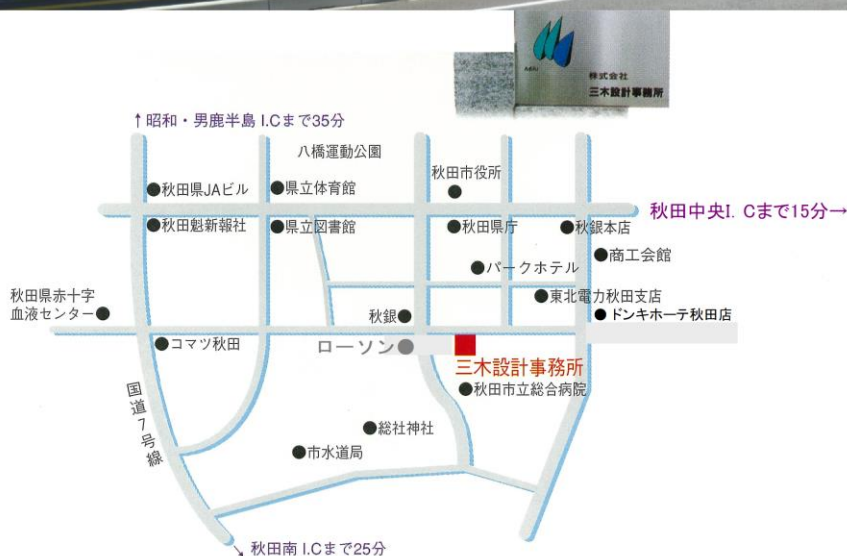 株式会社
三木設計事務所
↑昭和・男鹿半島 I.Cまで35分
八橋運動公園
秋田市役所
●秋田県JAビル
●県立体育館
秋田中央I. Cまで15分→
●秋田魁新報社
●県立図書館
●秋田県庁
●秋銀本店
●商工会館
●パークホテル
秋田県赤十字
血液センター●
●東北電力秋田支店
秋銀●
●ドンキホーテ秋田店
●コマツ秋田
ローソン●
三木設計事務所
●秋田市立総合病院
国道7号線
●総社神社
●市水道局
↘ 秋田南 I.Cまで25分